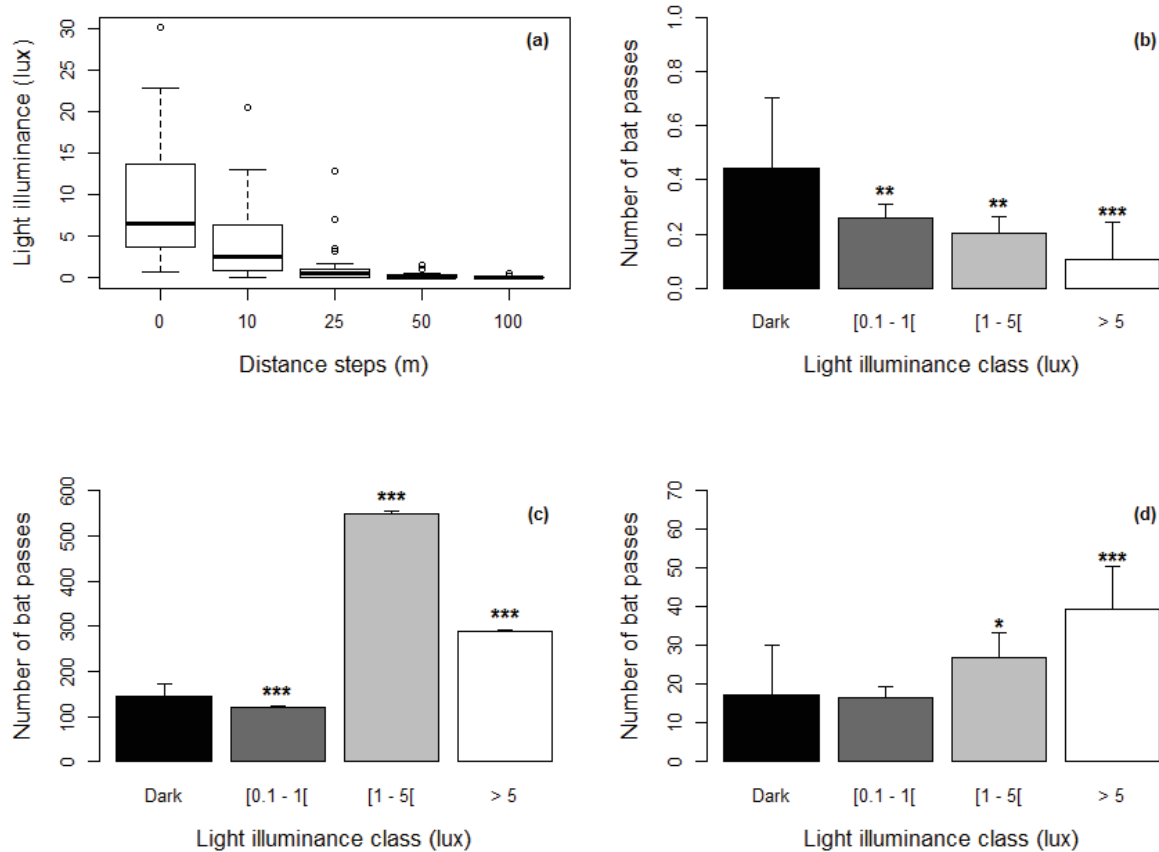 (a)
Light illuminance (lux)
30
25
20
15
10
5
0
0 10 25 50 100
Distance steps (m)
(b)
Number of bat passes
1.0
0.8
0.6
0.4
0.2
0.0
** ** ***
Dark [0.1 - 1[ [1 - 5[ > 5
Light illuminance class (lux)
(c)
Number of bat passes
600
500
400
300
200
100
0
*** *** ***
Dark [0.1 - 1[ [1 - 5[ > 5
Light illuminance class (lux)
(d)
Number of bat passes
70
60
50
40
30
20
10
0
* ***
Dark [0.1 - 1[ [1 - 5[ > 5
Light illuminance class (lux)